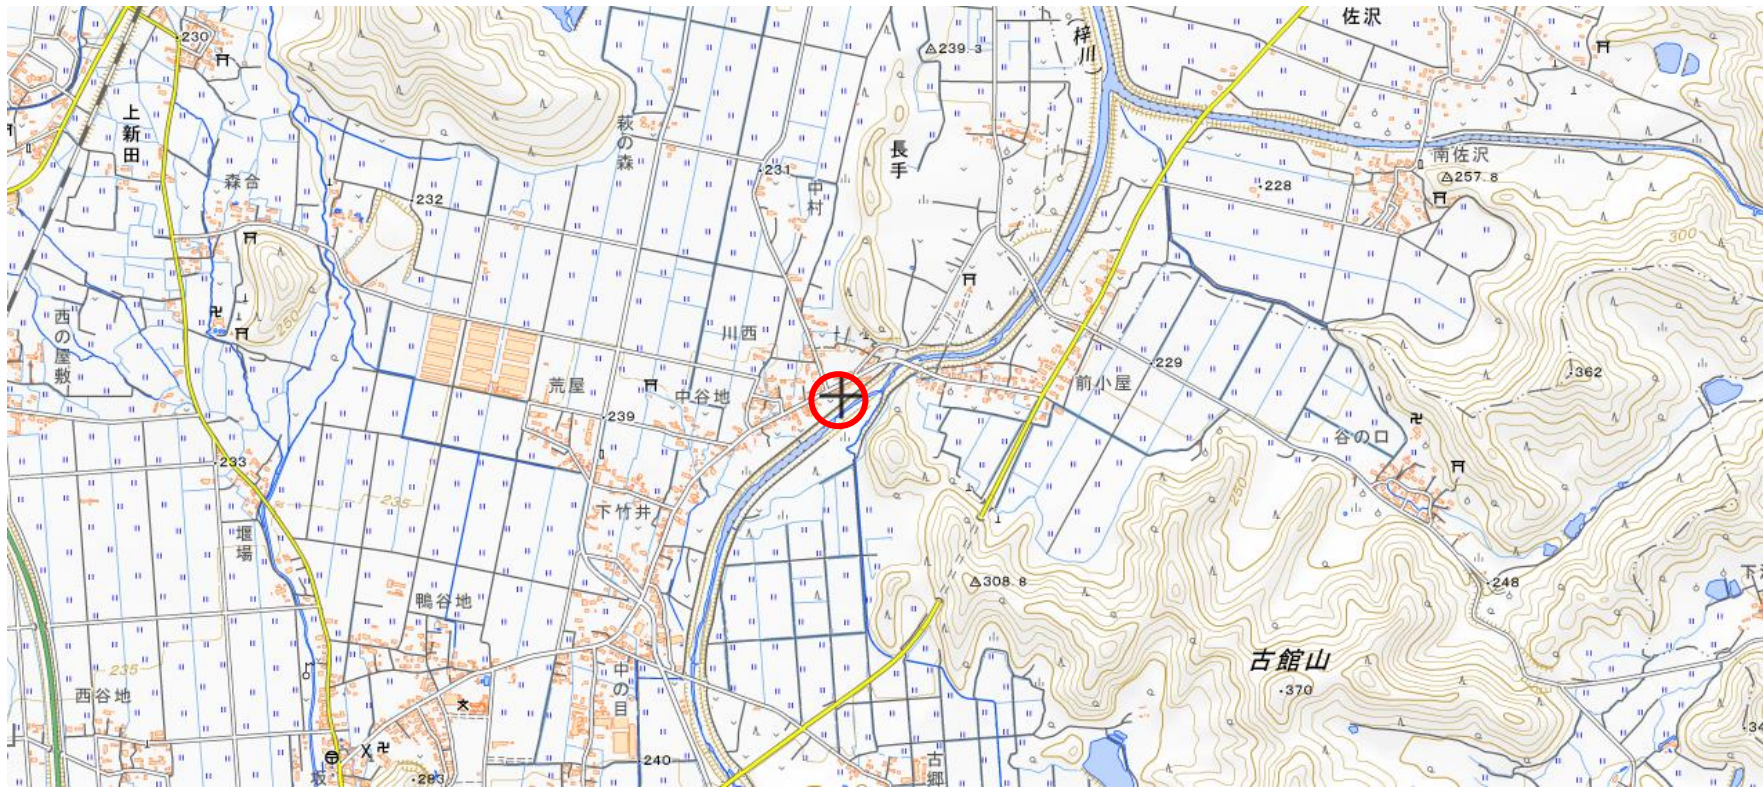 佐沢
230
239.3
（梓川）
上新田
萩の森
長手
231
中村
南佐沢
257.8
228
森合
232
300
250
西の屋敷
川西
229
362
荒屋
中谷地
前小屋
239
谷の口
233
235
250
下竹井
堰場
308.8
248
鴨谷地
古館山
235
370
西谷地
中の目
240
古郷
283